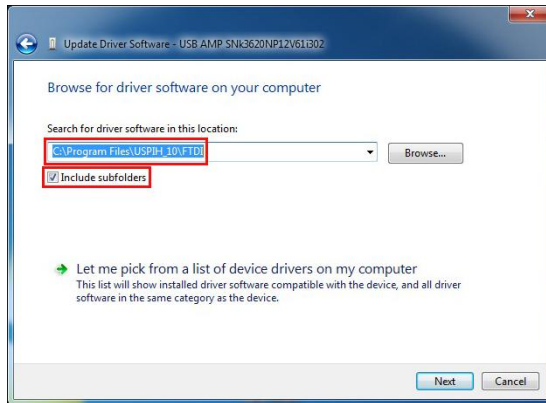 Update Driver Software - USB AMP SNk3620NP12V61i302
Browse for driver software on your computer
Search for driver software in this location:
C:\Program Files\USPIH_10\FTDI
Browse...
Include subfolders
Let me pick from a list of device drivers on my computer
This list will show installed driver software compatible with the device, and all driver
software in the same category as the device.
Next
Cancel